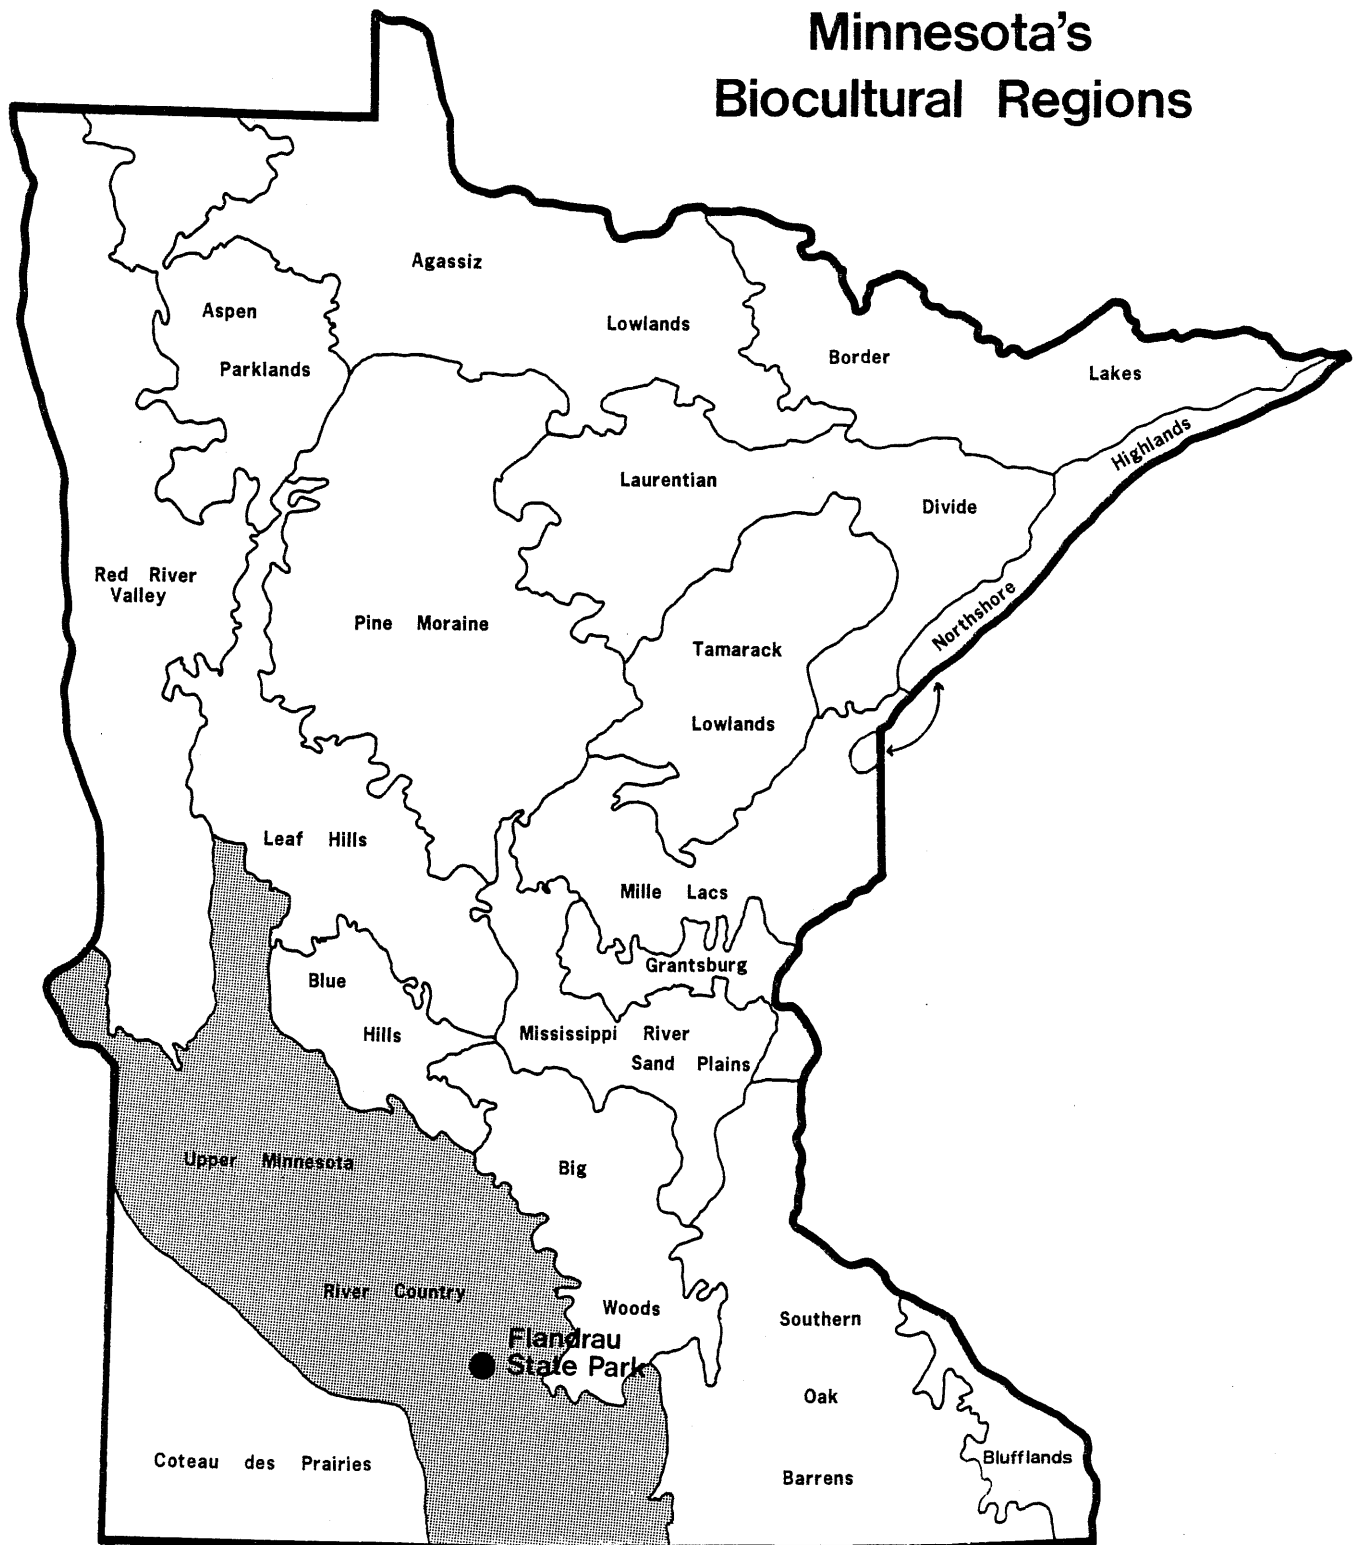 Minnesota's
Biocultural Regions
Agassiz
Lowlands
Aspen
Parklands
Border
Lakes
Highlands
Northshore
Laurentian
Divide
Red River
Valley
Pine Moraine
Tamarack
Lowlands
Leaf Hills
Mille Lacs
Grantsburg
Blue
Hills
Mississippi River
Sand Plains
Upper Minnesota
River Country
Big
Woods
Flandrau
State Park
Southern
Oak
Barrens
Blufflands
Coteau des Prairies